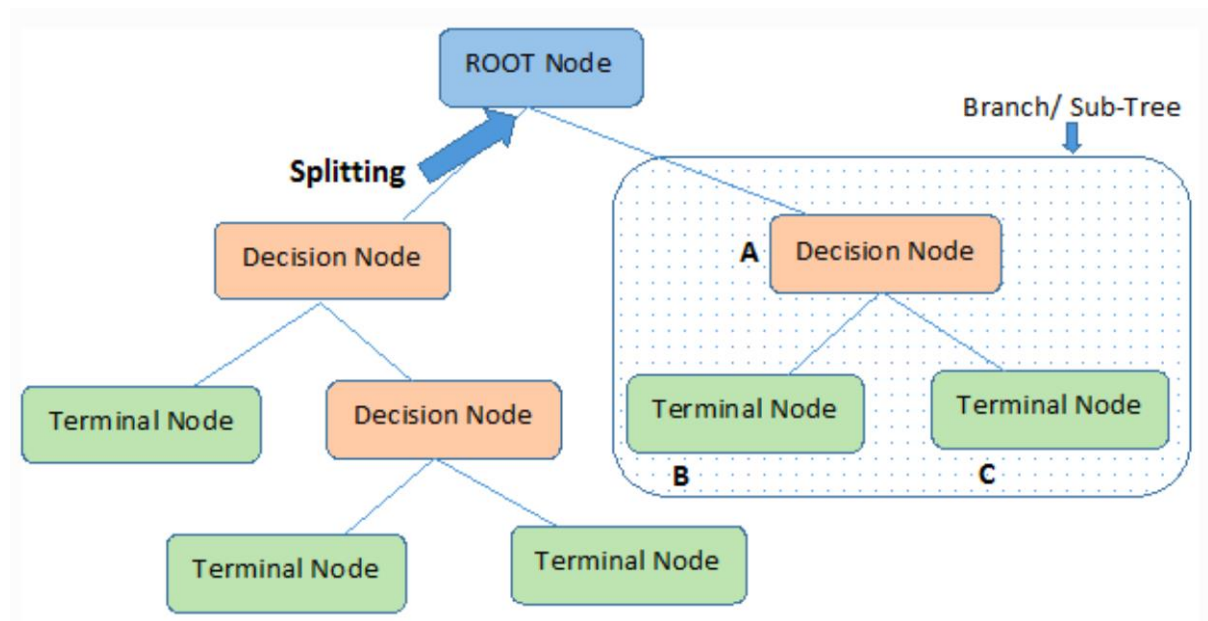 ROOT Node
Branch/ Sub-Tree
Splitting
Decision Node
A
Decision Node
Terminal Node
Decision Node
Terminal Node
Terminal Node
B
C
Terminal Node
Terminal Node